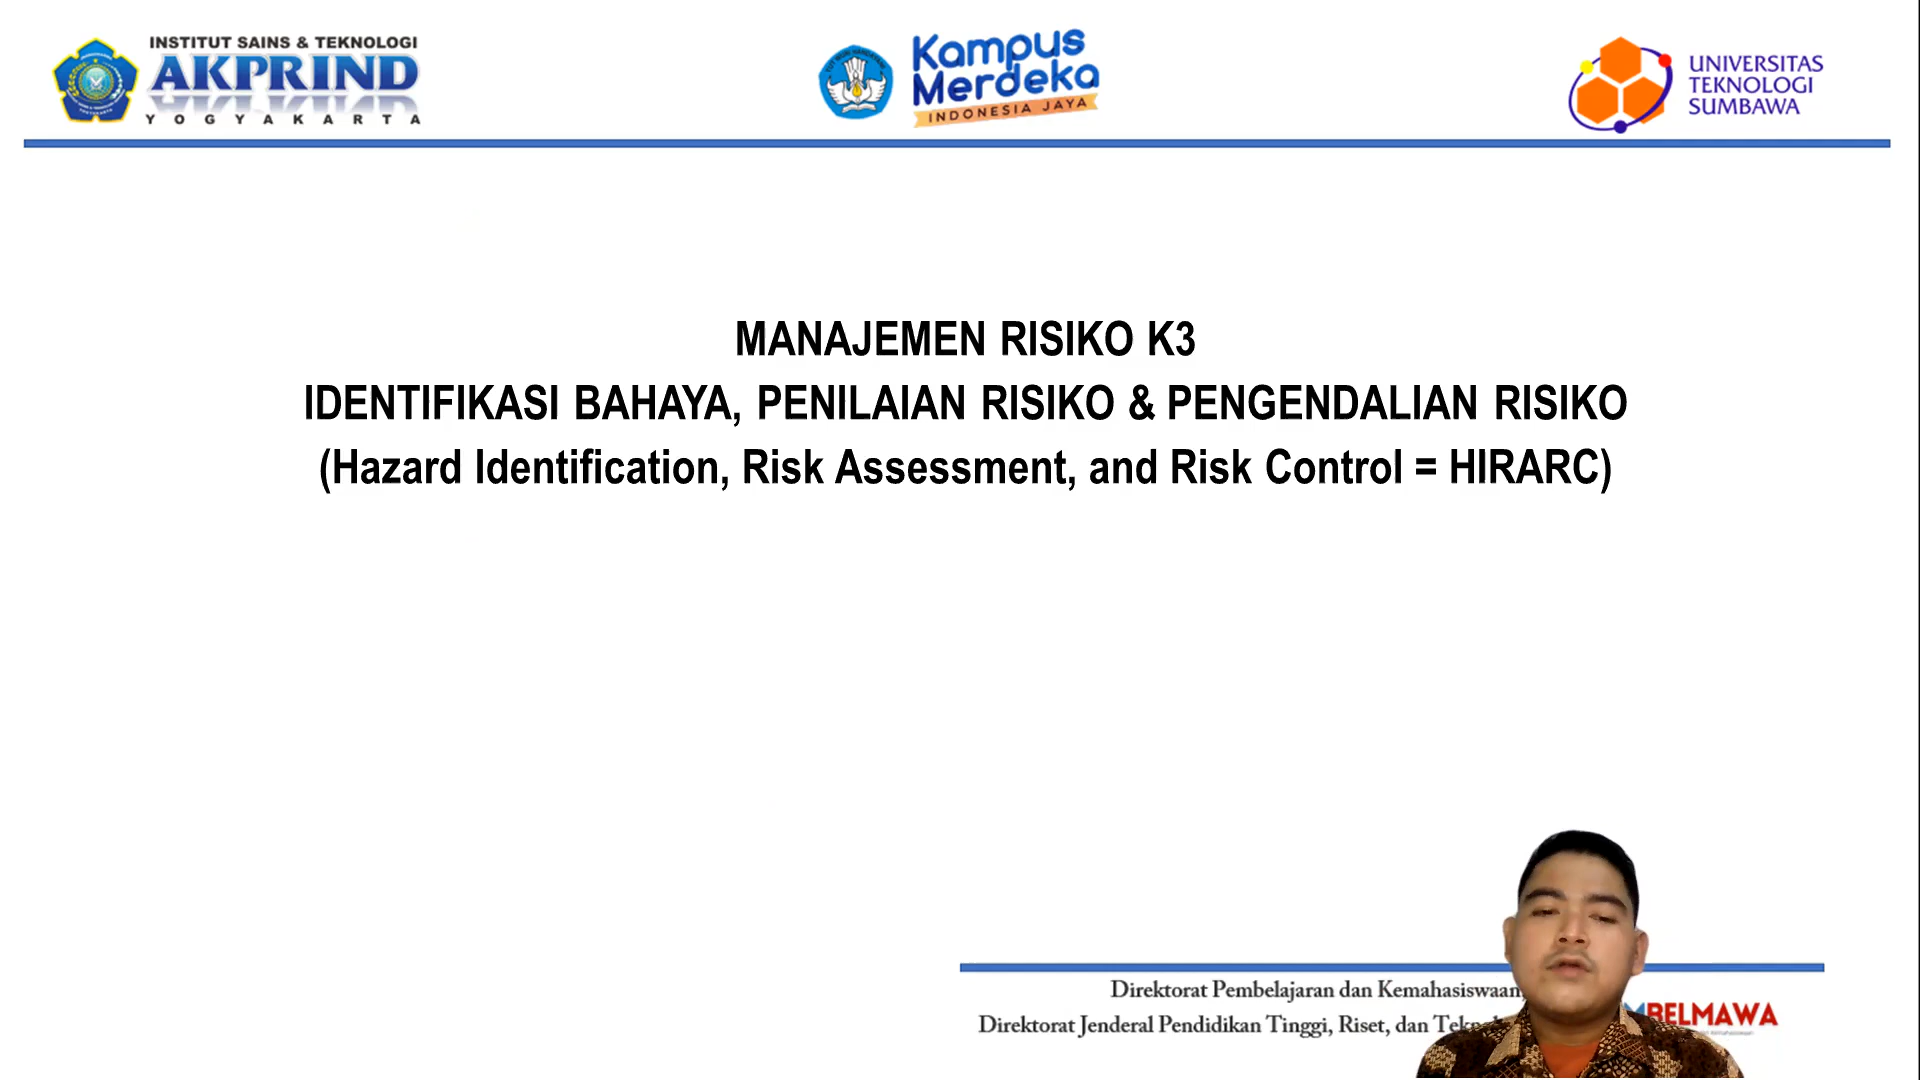 INSTITUT SAINS & TEKNOLOGI
AKPRIND
YOGYAKARTA
Kampus
Merdeka
INDONESIA JAYA
UNIVERSITAS
TEKNOLOGI
SUMBAWA
MANAJEMEN RISIKO K3
IDENTIFIKASI BAHAYA, PENILAIAN RISIKO & PENGENDALIAN RISIKO
(Hazard Identification, Risk Assessment, and Risk Control = HIRARC)
Direktorat Pembelajaran dan Kemahasiswaan,
Direktorat Jenderal Pendidikan Tinggi, Riset, dan
BELMAWA